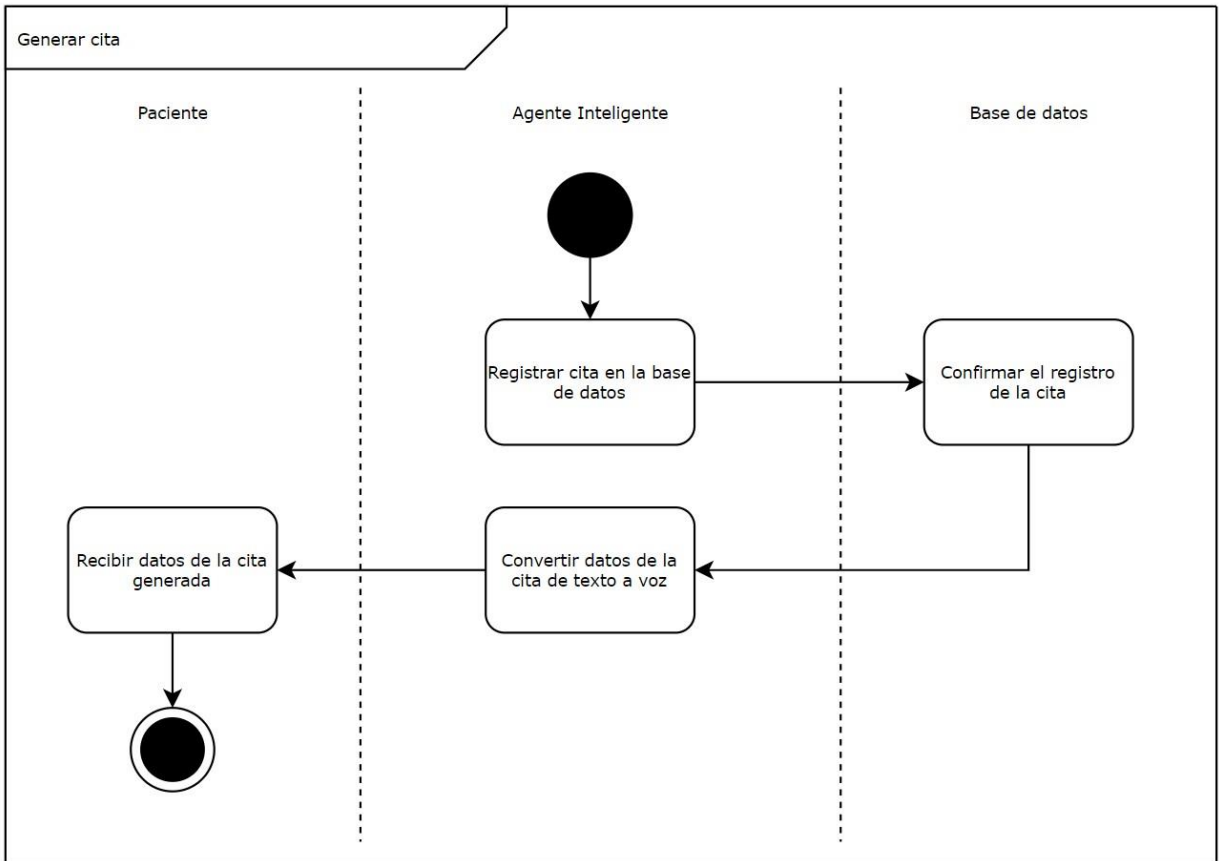 Generar cita
Paciente
Agente Inteligente
Base de datos
Registrar cita en la base
de datos
Confirmar el registro
de la cita
Recibir datos de la cita
generada
Convertir datos de la
cita de texto a voz